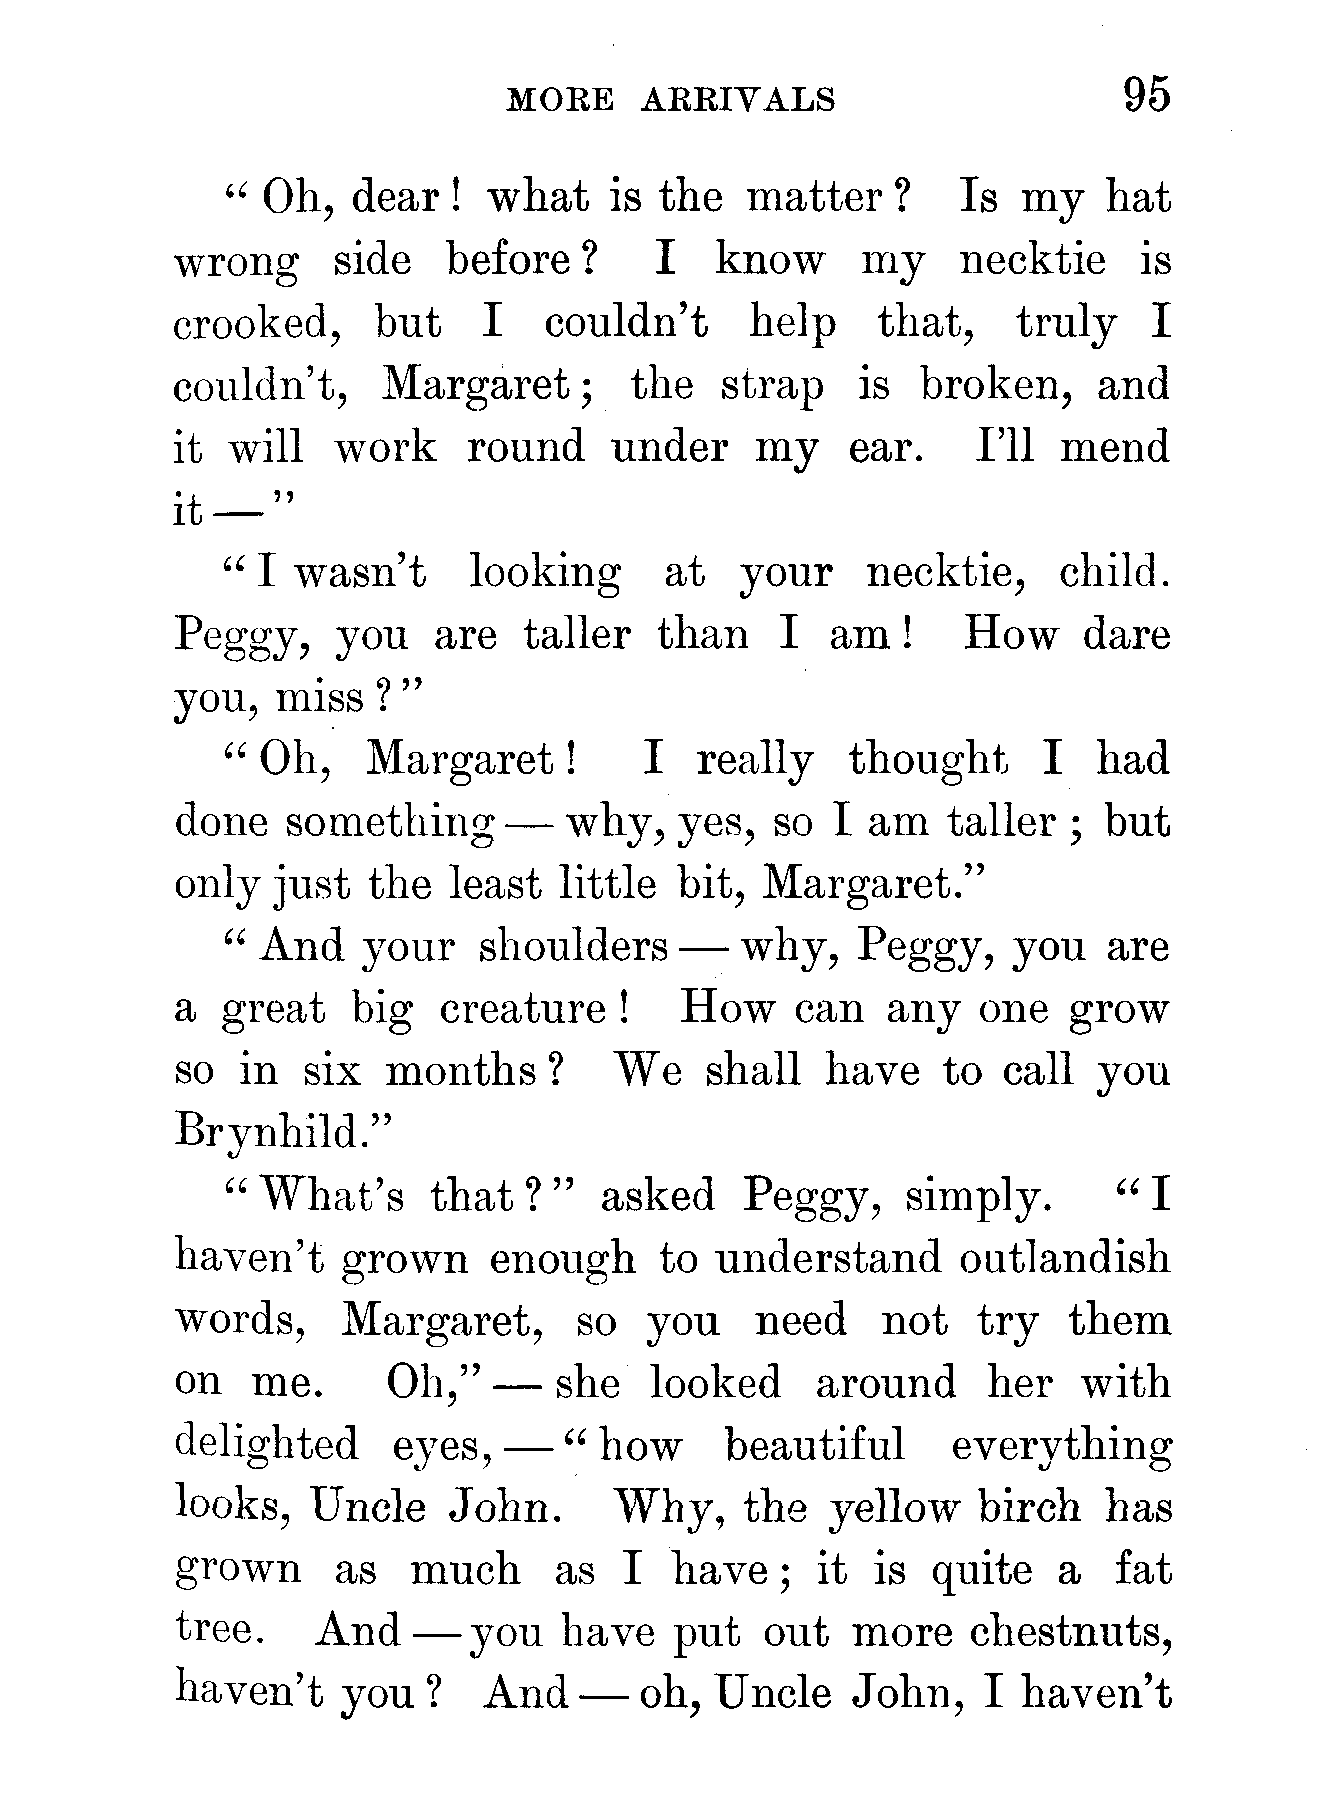 MORE ARRIVALS 95
“Oh, dear! what is the matter? Is my hat
wrong side before? I know my necktie is
crooked, but I couldn’t help that, truly I
couldn’t, Margaret; the strap is broken, and
it will work round under my ear. I’ll mend
it—”
“I wasn’t looking at your necktie, child.
Peggy, you are taller than I am! How dare
you, miss?”
“Oh, Margaret! I really thought I had
done something—why, yes, so I am taller; but
only just the least little bit, Margaret.”
“And your shoulders—why, Peggy, you are
a great big creature! How can any one grow
so in six months? We shall have to call you
Brynhild.”
“What’s that?” asked Peggy, simply. “I
haven’t grown enough to understand outlandish
words, Margaret, so you need not try them
on me. Oh,”—she looked around her with
delighted eyes,—“how beautiful everything
looks, Uncle John. Why, the yellow birch has
grown as much as I have; it is quite a fat
tree. And—you have put out more chestnuts,
haven’t you? And—oh, Uncle John, I haven’t